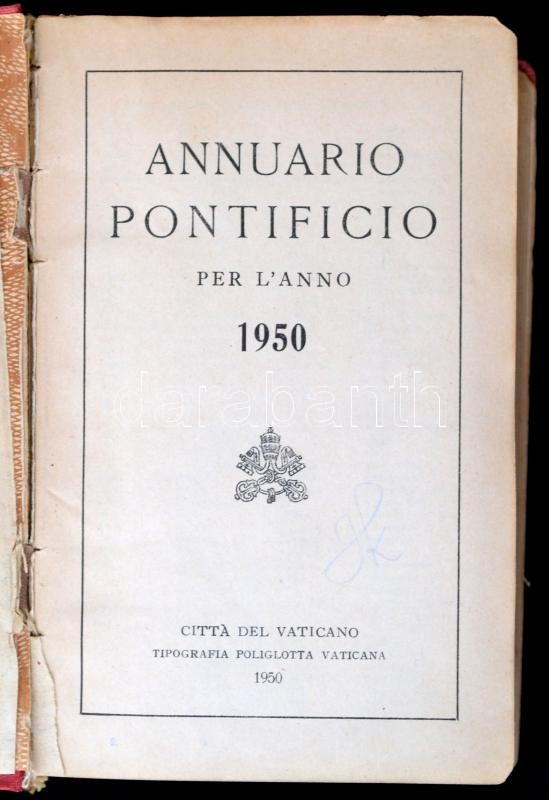 ANNUARIO
PONTIFICIO
PER L'ANNO
1950
darabanth
CITTÀ DEL VATICANO
TIPOGRAFIA POLIGLOTTA VATICANA
1950